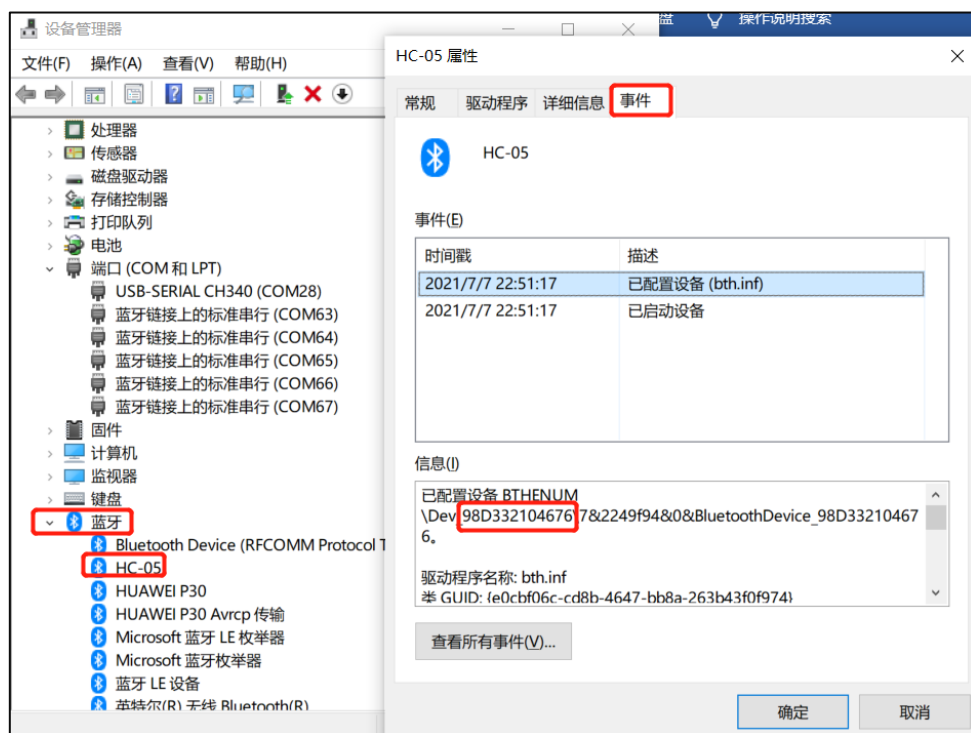 设备管理器
盘 操作说明搜索
文件(F) 操作(A) 查看(V) 帮助(H)
处理器
传感器
磁盘驱动器
存储控制器
打印队列
电池
端口 (COM 和 LPT)
USB-SERIAL CH340 (COM28)
蓝牙链接上的标准串行 (COM63)
蓝牙链接上的标准串行 (COM64)
蓝牙链接上的标准串行 (COM65)
蓝牙链接上的标准串行 (COM66)
蓝牙链接上的标准串行 (COM67)
固件
计算机
监视器
键盘
蓝牙
Bluetooth Device (RFCOMM Protocol T
HC-05
HUAWEI P30
HUAWEI P30 Avrcp 传输
Microsoft 蓝牙 LE 枚举器
Microsoft 蓝牙枚举器
蓝牙 LE 设备
英特尔(R) 无线 Bluetooth(R)
HC-05 属性
常规 驱动程序 详细信息 事件
HC-05
事件(E)
时间戳 描述
2021/7/7 22:51:17 已配置设备 (bth.inf)
2021/7/7 22:51:17 已启动设备
信息(I)
已配置设备 BTHENUM
\Dev_98D332104676\7&2249f94&0&BluetoothDevice_98D33210467
6。
驱动程序名称: bth.inf
类 GUID: {e0cbf06c-cd8b-4647-bb8a-263b43f0f974}
查看所有事件(V)...
确定 取消